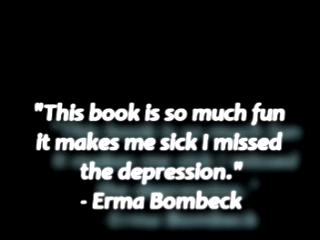 "This book is so much fun
it makes me sick I missed
the depression."
- Erma Bombeck